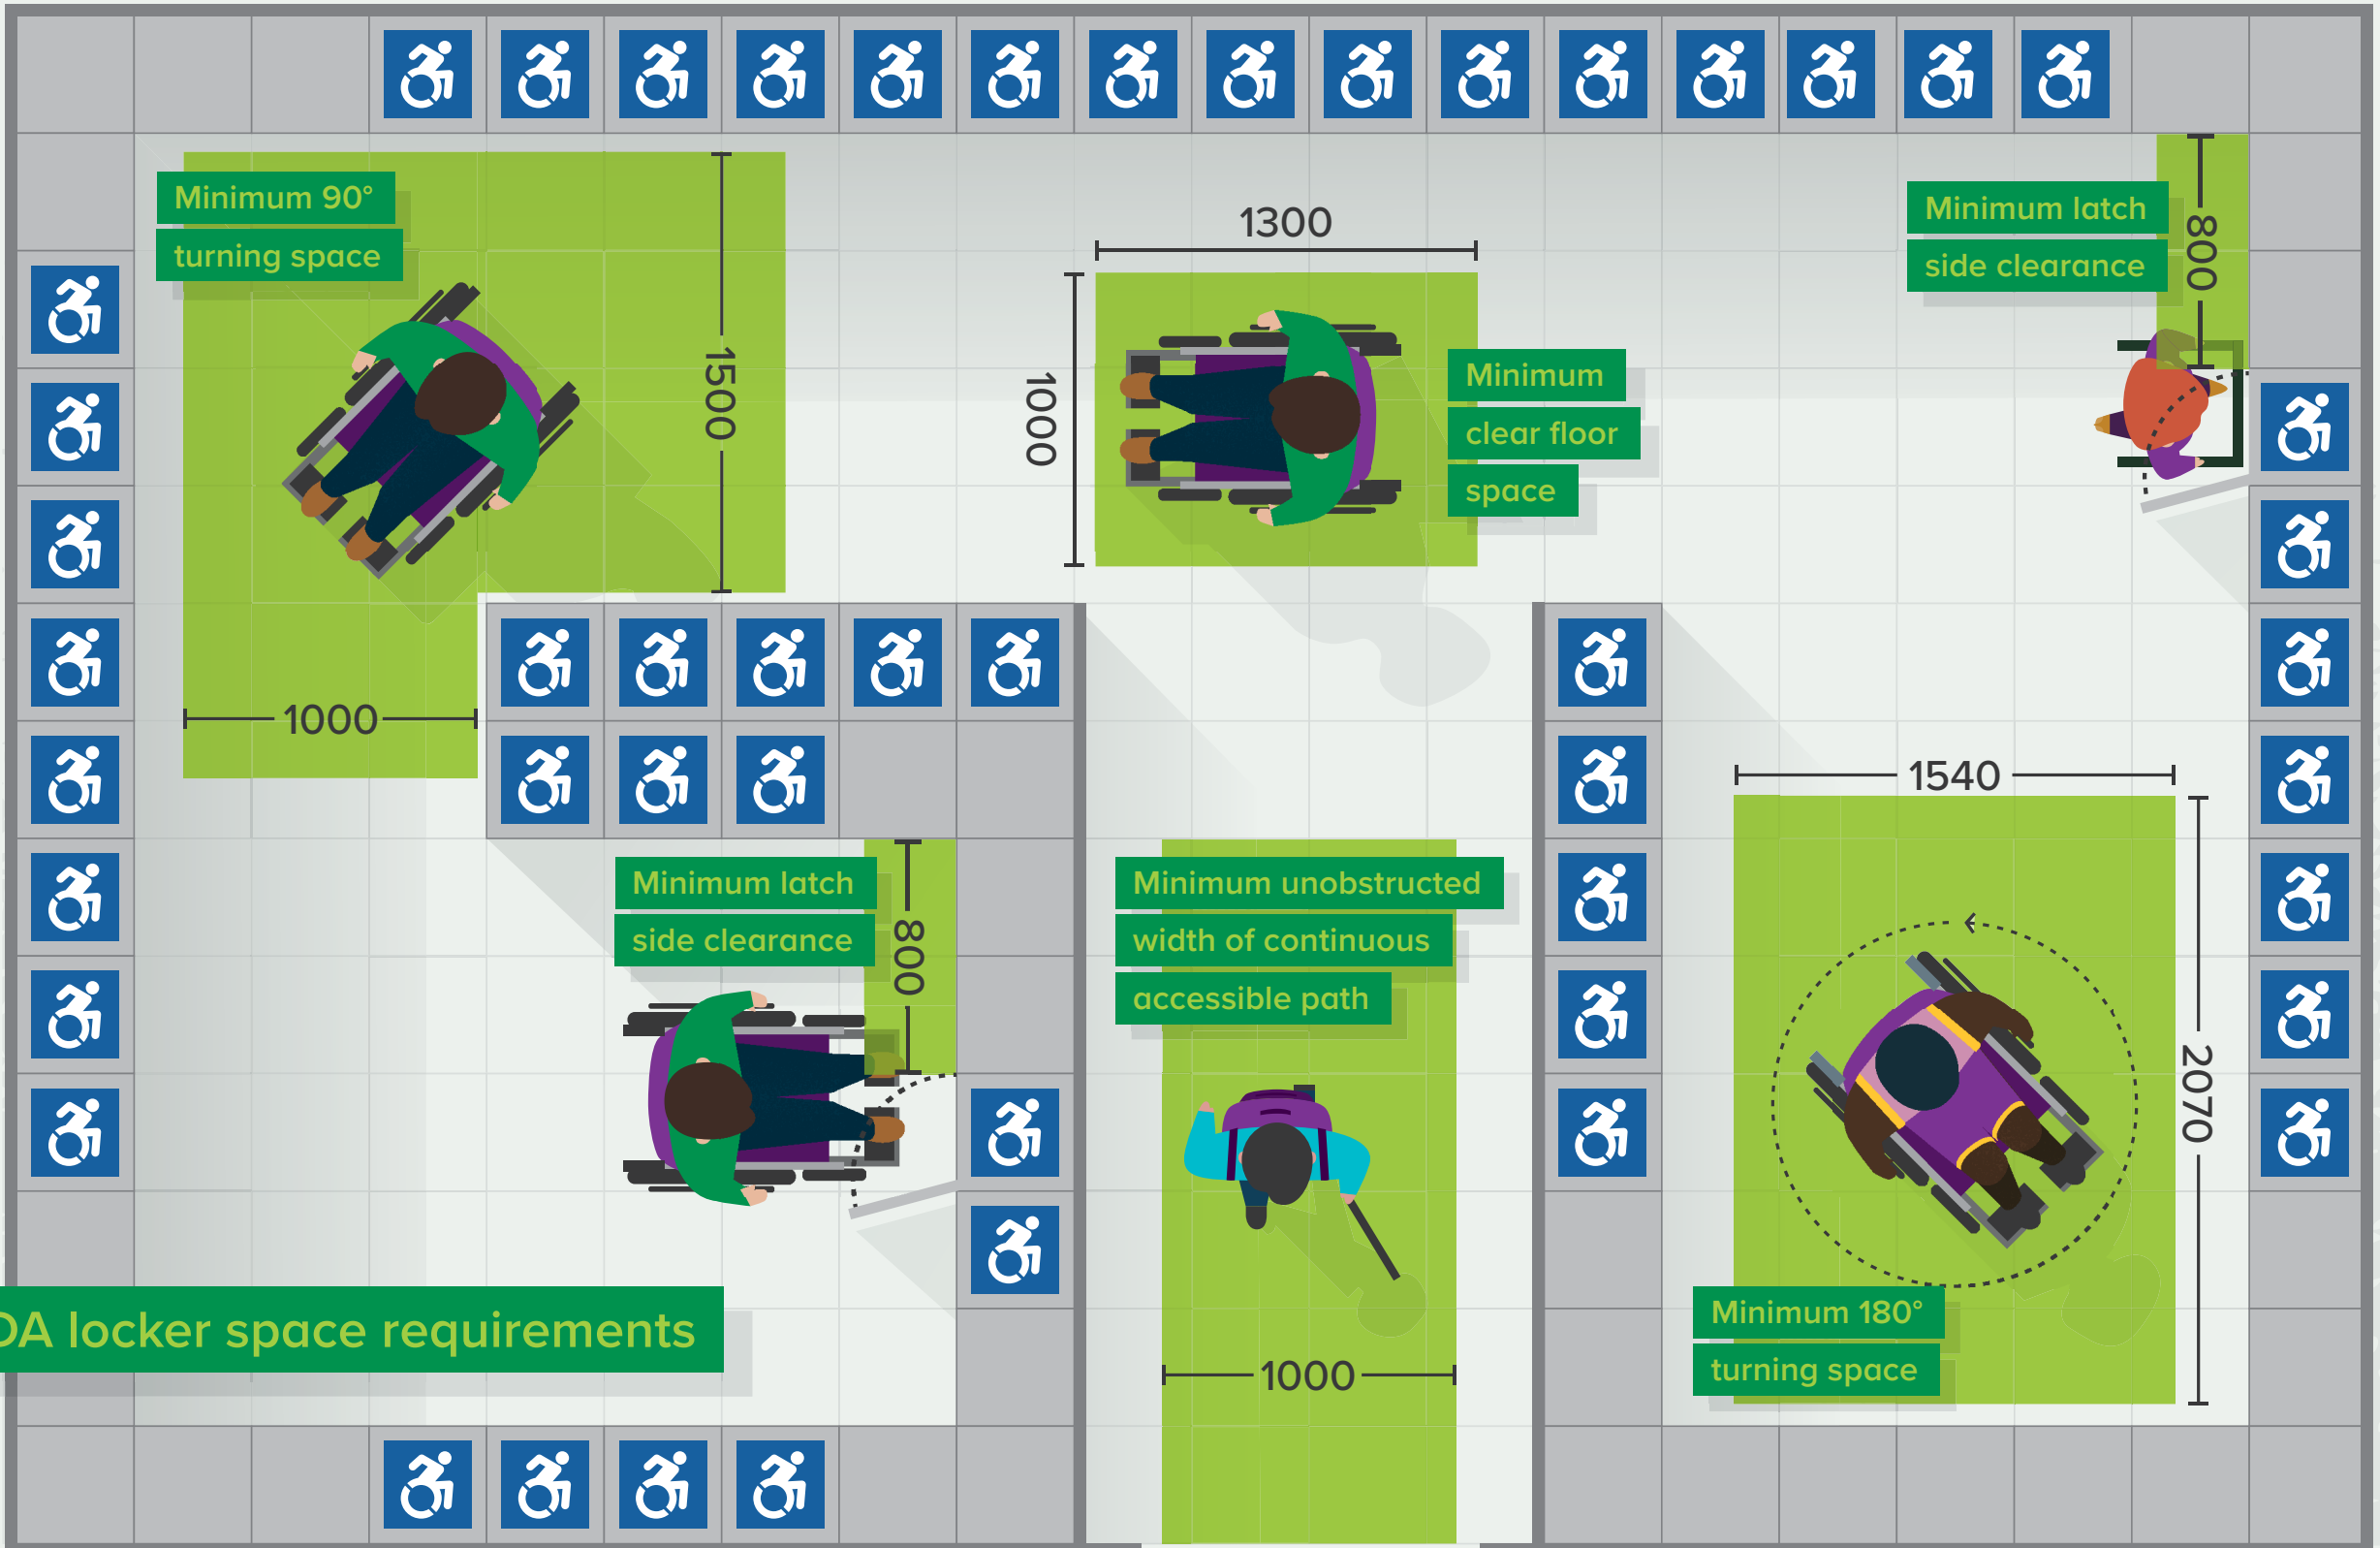 Minimum 90°
turning space
1500
1000
1300
1000
Minimum
clear floor
space
Minimum latch
side clearance
800
Minimum latch
side clearance
800
Minimum unobstructed
width of continuous
accessible path
1000
1540
2070
Minimum 180°
turning space
DA locker space requirements